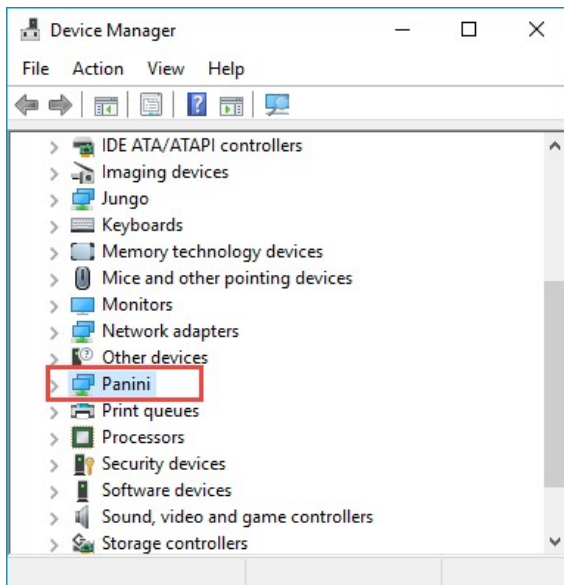 Device Manager
File Action View Help
IDE ATA/ATAPI controllers
Imaging devices
Jungo
Keyboards
Memory technology devices
Mice and other pointing devices
Monitors
Network adapters
Other devices
Panini
Print queues
Processors
Security devices
Software devices
Sound, video and game controllers
Storage controllers